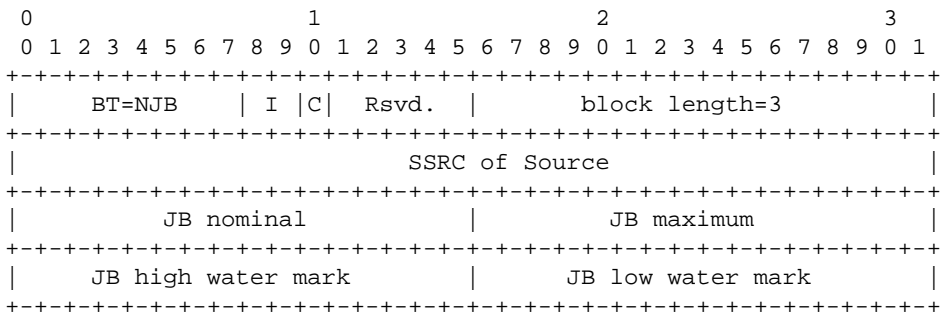 0                   1                   2                   3
 0 1 2 3 4 5 6 7 8 9 0 1 2 3 4 5 6 7 8 9 0 1 2 3 4 5 6 7 8 9 0 1
+-+-+-+-+-+-+-+-+-+-+-+-+-+-+-+-+-+-+-+-+-+-+-+-+-+-+-+-+-+-+-+-+
|     BT=NJB    | I |C|  Rsvd.  |       block length=3          |
+-+-+-+-+-+-+-+-+-+-+-+-+-+-+-+-+-+-+-+-+-+-+-+-+-+-+-+-+-+-+-+-+
|                           SSRC of Source                      |
+-+-+-+-+-+-+-+-+-+-+-+-+-+-+-+-+-+-+-+-+-+-+-+-+-+-+-+-+-+-+-+-+
|          JB nominal           |         JB maximum            |
+-+-+-+-+-+-+-+-+-+-+-+-+-+-+-+-+-+-+-+-+-+-+-+-+-+-+-+-+-+-+-+-+
|     JB high water mark        |      JB low water mark        |
+-+-+-+-+-+-+-+-+-+-+-+-+-+-+-+-+-+-+-+-+-+-+-+-+-+-+-+-+-+-+-+-+